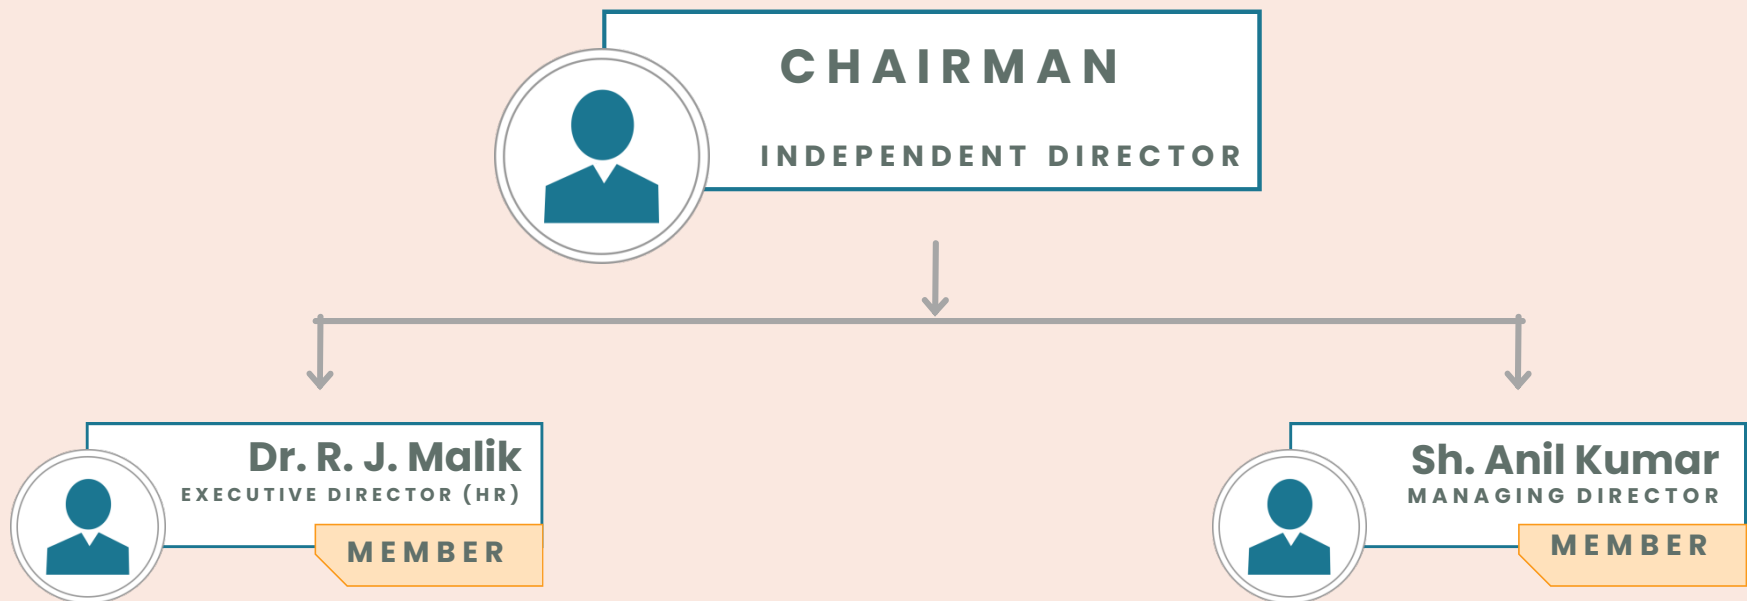 CHAIRMAN
INDEPENDENT DIRECTOR
Dr. R. J. Malik
EXECUTIVE DIRECTOR (HR)
MEMBER
Sh. Anil Kumar
MANAGING DIRECTOR
MEMBER